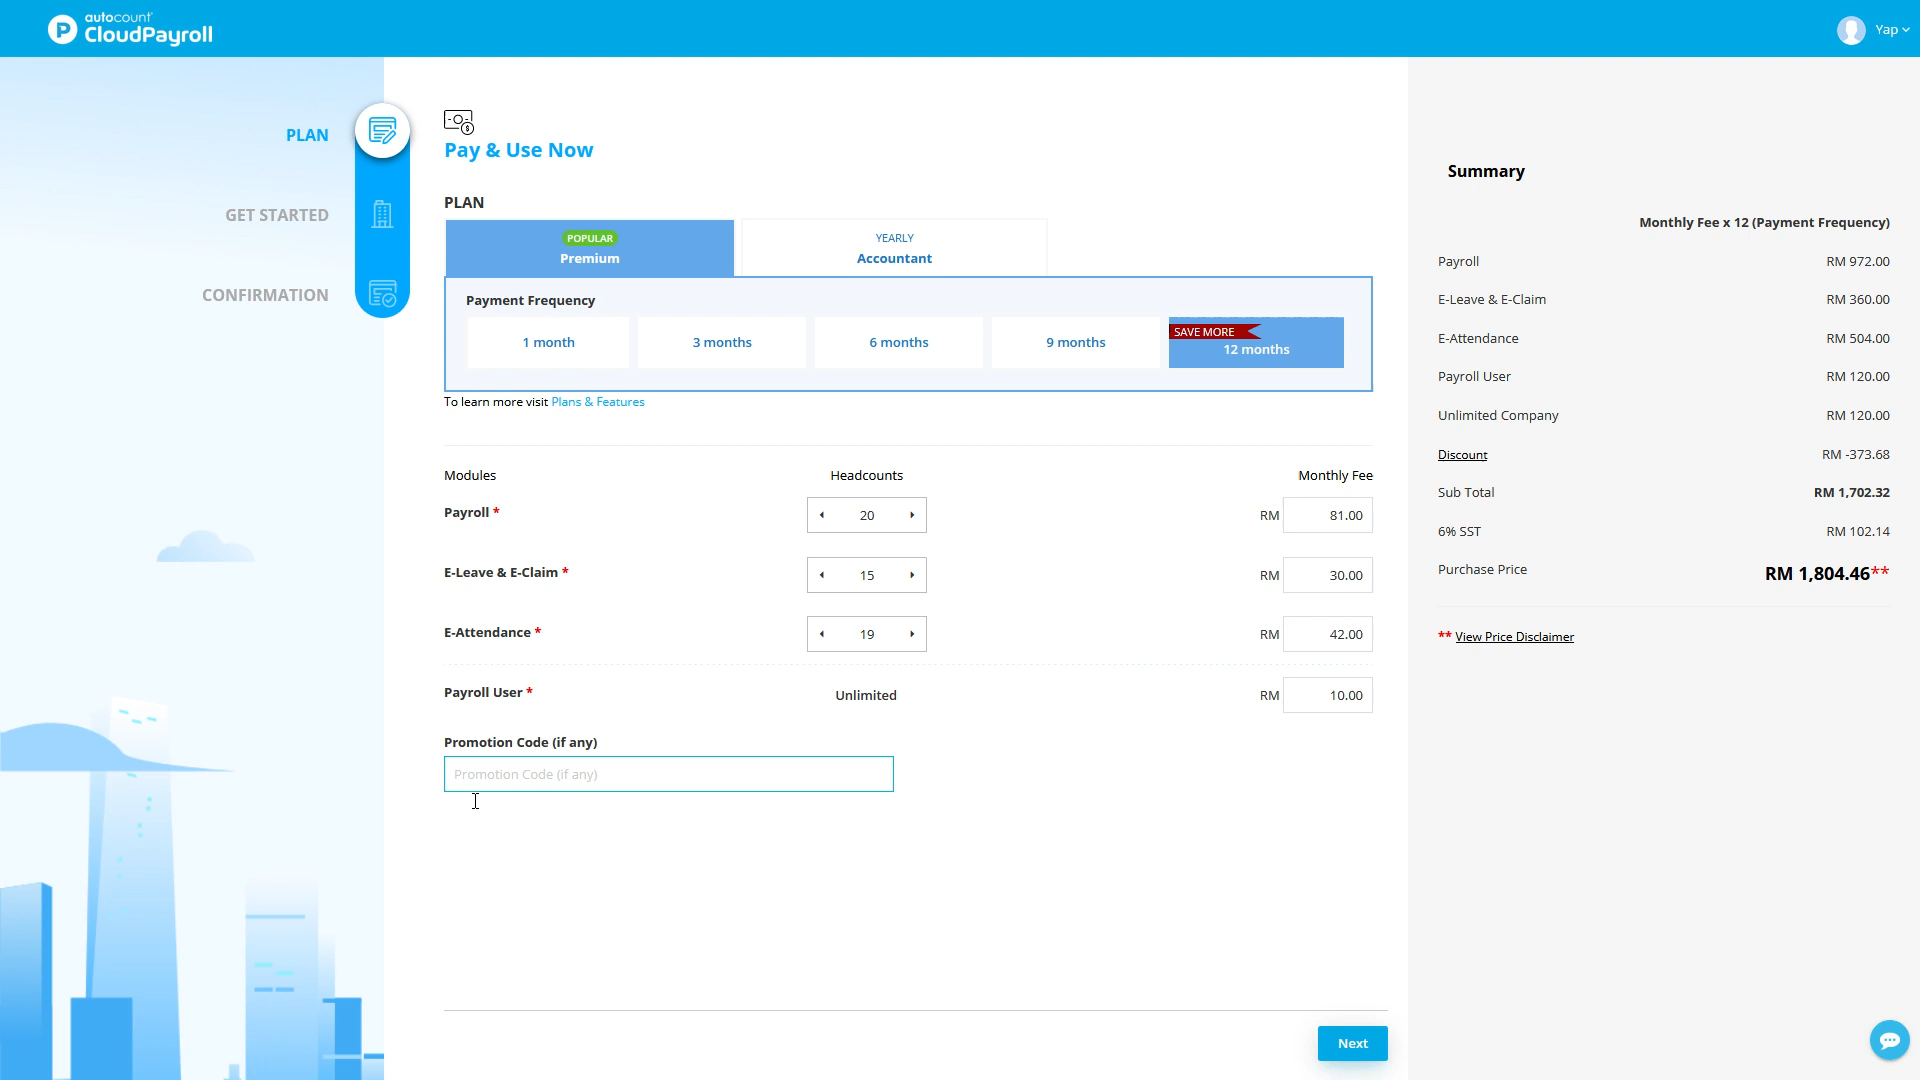 autocount
CloudPayroll
Yap
PLAN
GET STARTED
CONFIRMATION
Pay & Use Now
PLAN
POPULAR
Premium
YEARLY
Accountant
Payment Frequency
1 month
3 months
6 months
9 months
SAVE MORE
12 months
To learn more visit Plans & Features
Modules Headcounts Monthly Fee
Payroll * 20 RM 81.00
E-Leave & E-Claim * 15 RM 30.00
E-Attendance * 19 RM 42.00
Payroll User * Unlimited RM 10.00
Promotion Code (if any)
Promotion Code (if any)
Next
Summary
Monthly Fee x 12 (Payment Frequency)
Payroll RM 972.00
E-Leave & E-Claim RM 360.00
E-Attendance RM 504.00
Payroll User RM 120.00
Unlimited Company RM 120.00
Discount RM -373.68
Sub Total RM 1,702.32
6% SST RM 102.14
Purchase Price RM 1,804.46**
** View Price Disclaimer